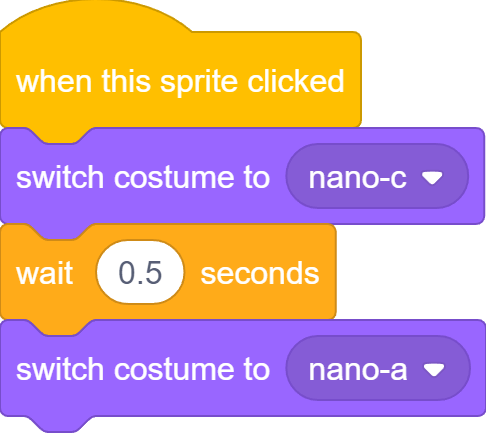 when this sprite clicked
switch costume to nano-c
wait 0.5 seconds
switch costume to nano-a